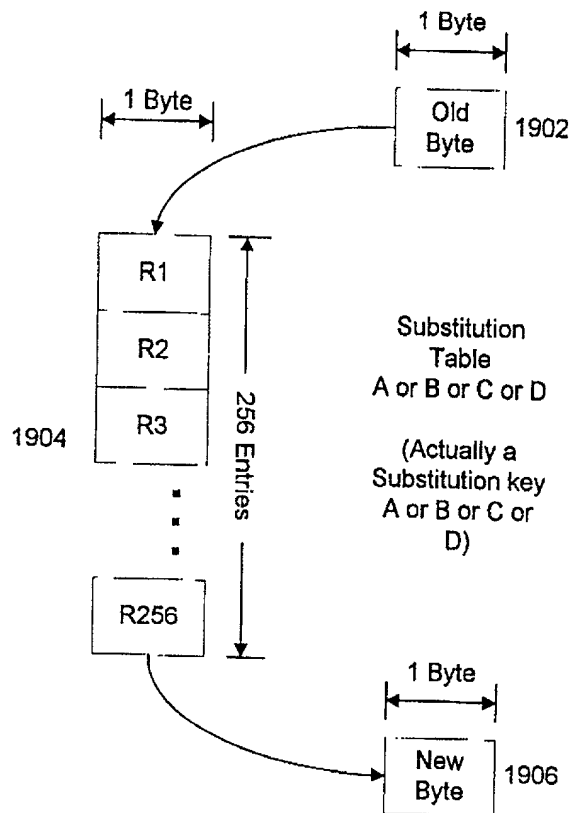 1 Byte
1 Byte
Old
Byte
1902
R1
R2
R3
1904
256 Entries
Substitution
Table
A or B or C or D
(Actually a
Substitution key
A or B or C or
D)
R256
1 Byte
New
Byte
1906